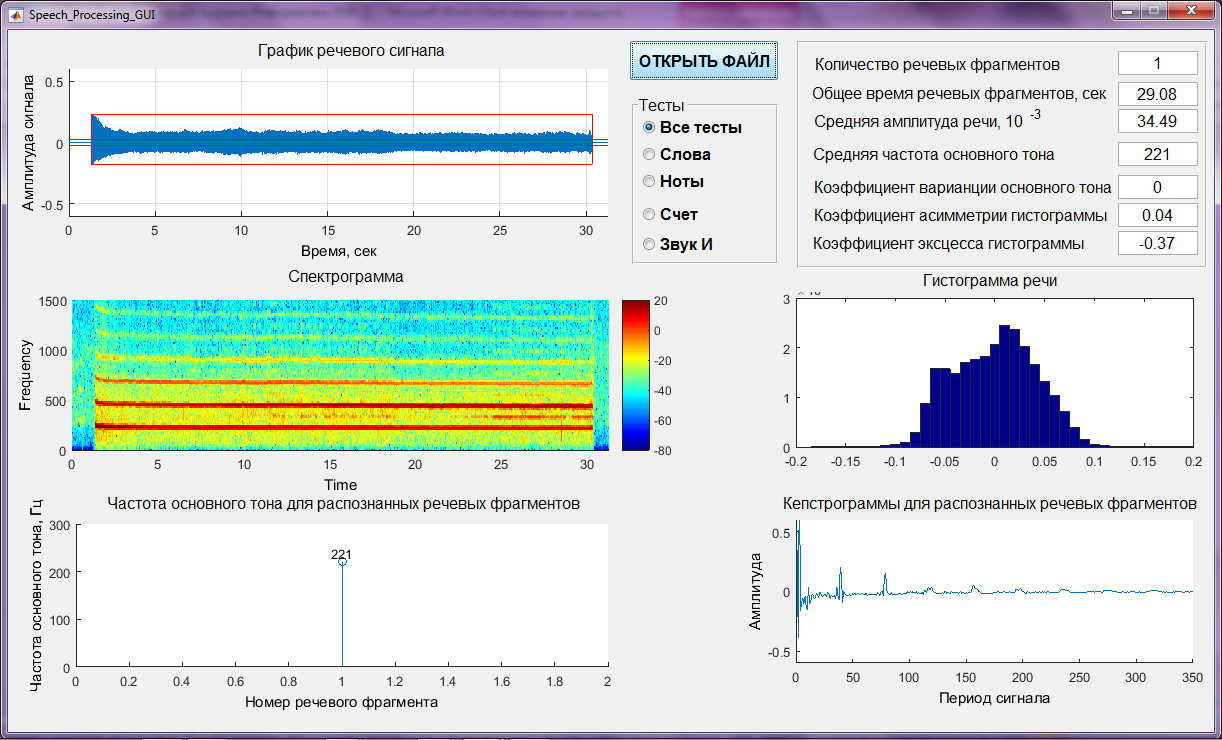 Speech_Processing_GUI
График речевого сигнала
Амплитуда сигнала
0.5
0
-0.5
0 5 10 15 20 25 30
Время, сек
ОТКРЫТЬ ФАЙЛ
Тесты
Все тесты
Слова
Ноты
Счет
Звук И
Количество речевых фрагментов 1
Общее время речевых фрагментов, сек 29.08
Средняя амплитуда речи, 10 -3 34.49
Средняя частота основного тона 221
Коэффициент варианции основного тона 0
Коэффициент асимметрии гистограммы 0.04
Коэффициент эксцесса гистограммы -0.37
Спектрограмма
Frequency
1500
1000
500
0
0 5 10 15 20 25 30
Time
20
0
-20
-40
-60
-80
Гистограмма речи
3
2
1
0
-0.2 -0.15 -0.1 -0.05 0 0.05 0.1 0.15 0.2
Частота основного тона для распознанных речевых фрагментов
Частота основного тона, Гц
300
200
100
0
221
0 0.2 0.4 0.6 0.8 1 1.2 1.4 1.6 1.8 2
Номер речевого фрагмента
Кепстрограммы для распознанных речевых фрагментов
Амплитуда
0.5
0
-0.5
0 50 100 150 200 250 300 350
Период сигнала